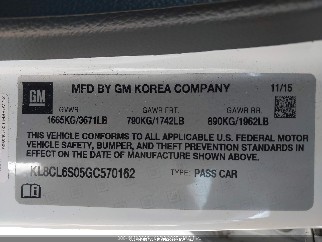 GM
MFD BY GM KOREA COMPANY 11/15
GVWR GAWR FRT. GAWR RR.
1665KG/3671LB 790KG/1742LB 890KG/1962LB
THIS VEHICLE CONFORMS TO ALL APPLICABLE U.S. FEDERAL MOTOR
VEHICLE SAFETY, BUMPER, AND THEFT PREVENTION STANDARDS
IN EFFECT ON THE DATE OF MANUFACTURE SHOWN ABOVE.
KL8CL6S05GC570162 TYPE: PASS CAR